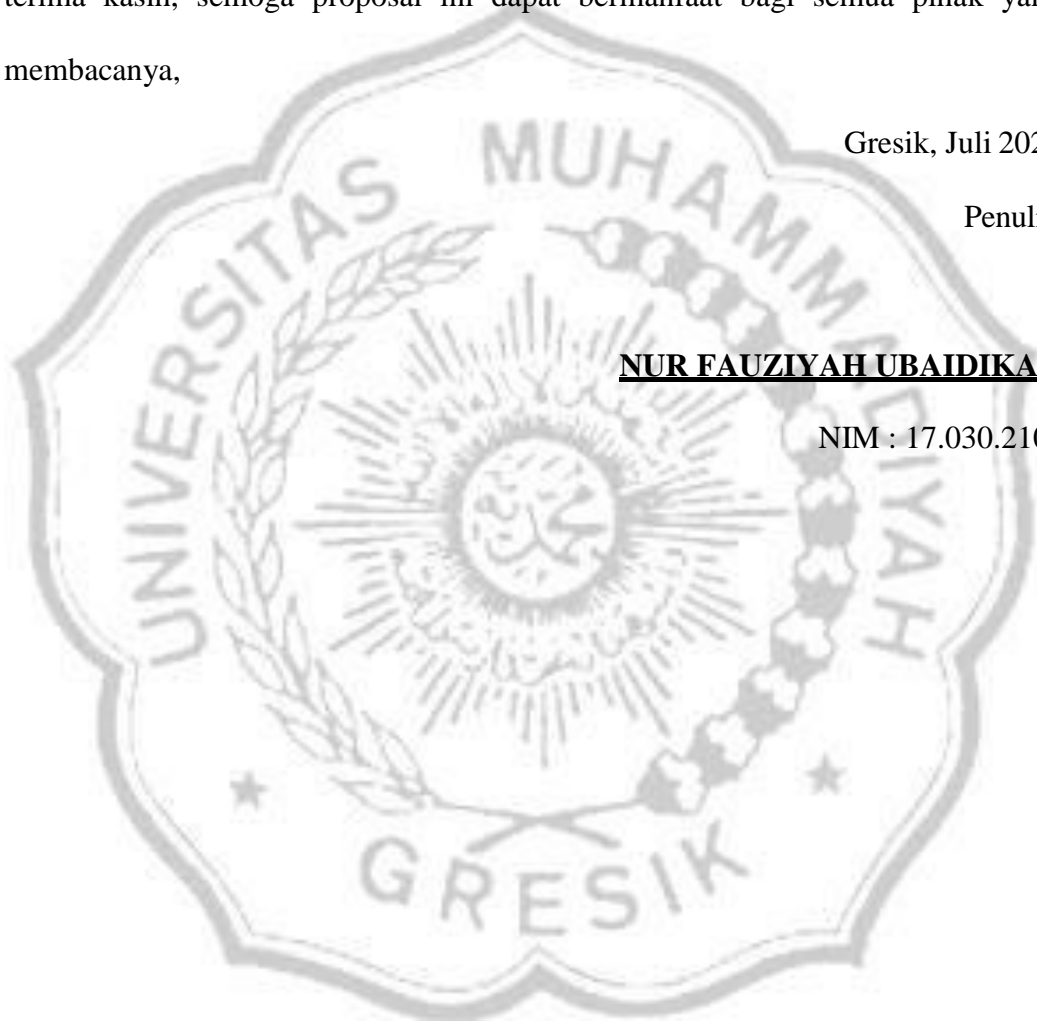 terima kasih, semoga proposal ini dapat bermanfaat bagi semua pihak yan
membacanya,
Gresik, Juli 202
Penuli
NUR FAUZIYAH UBAIDIKA
NIM : 17.030.210
UNIVERSITAS MUHAMMADIYAH
GRESIK